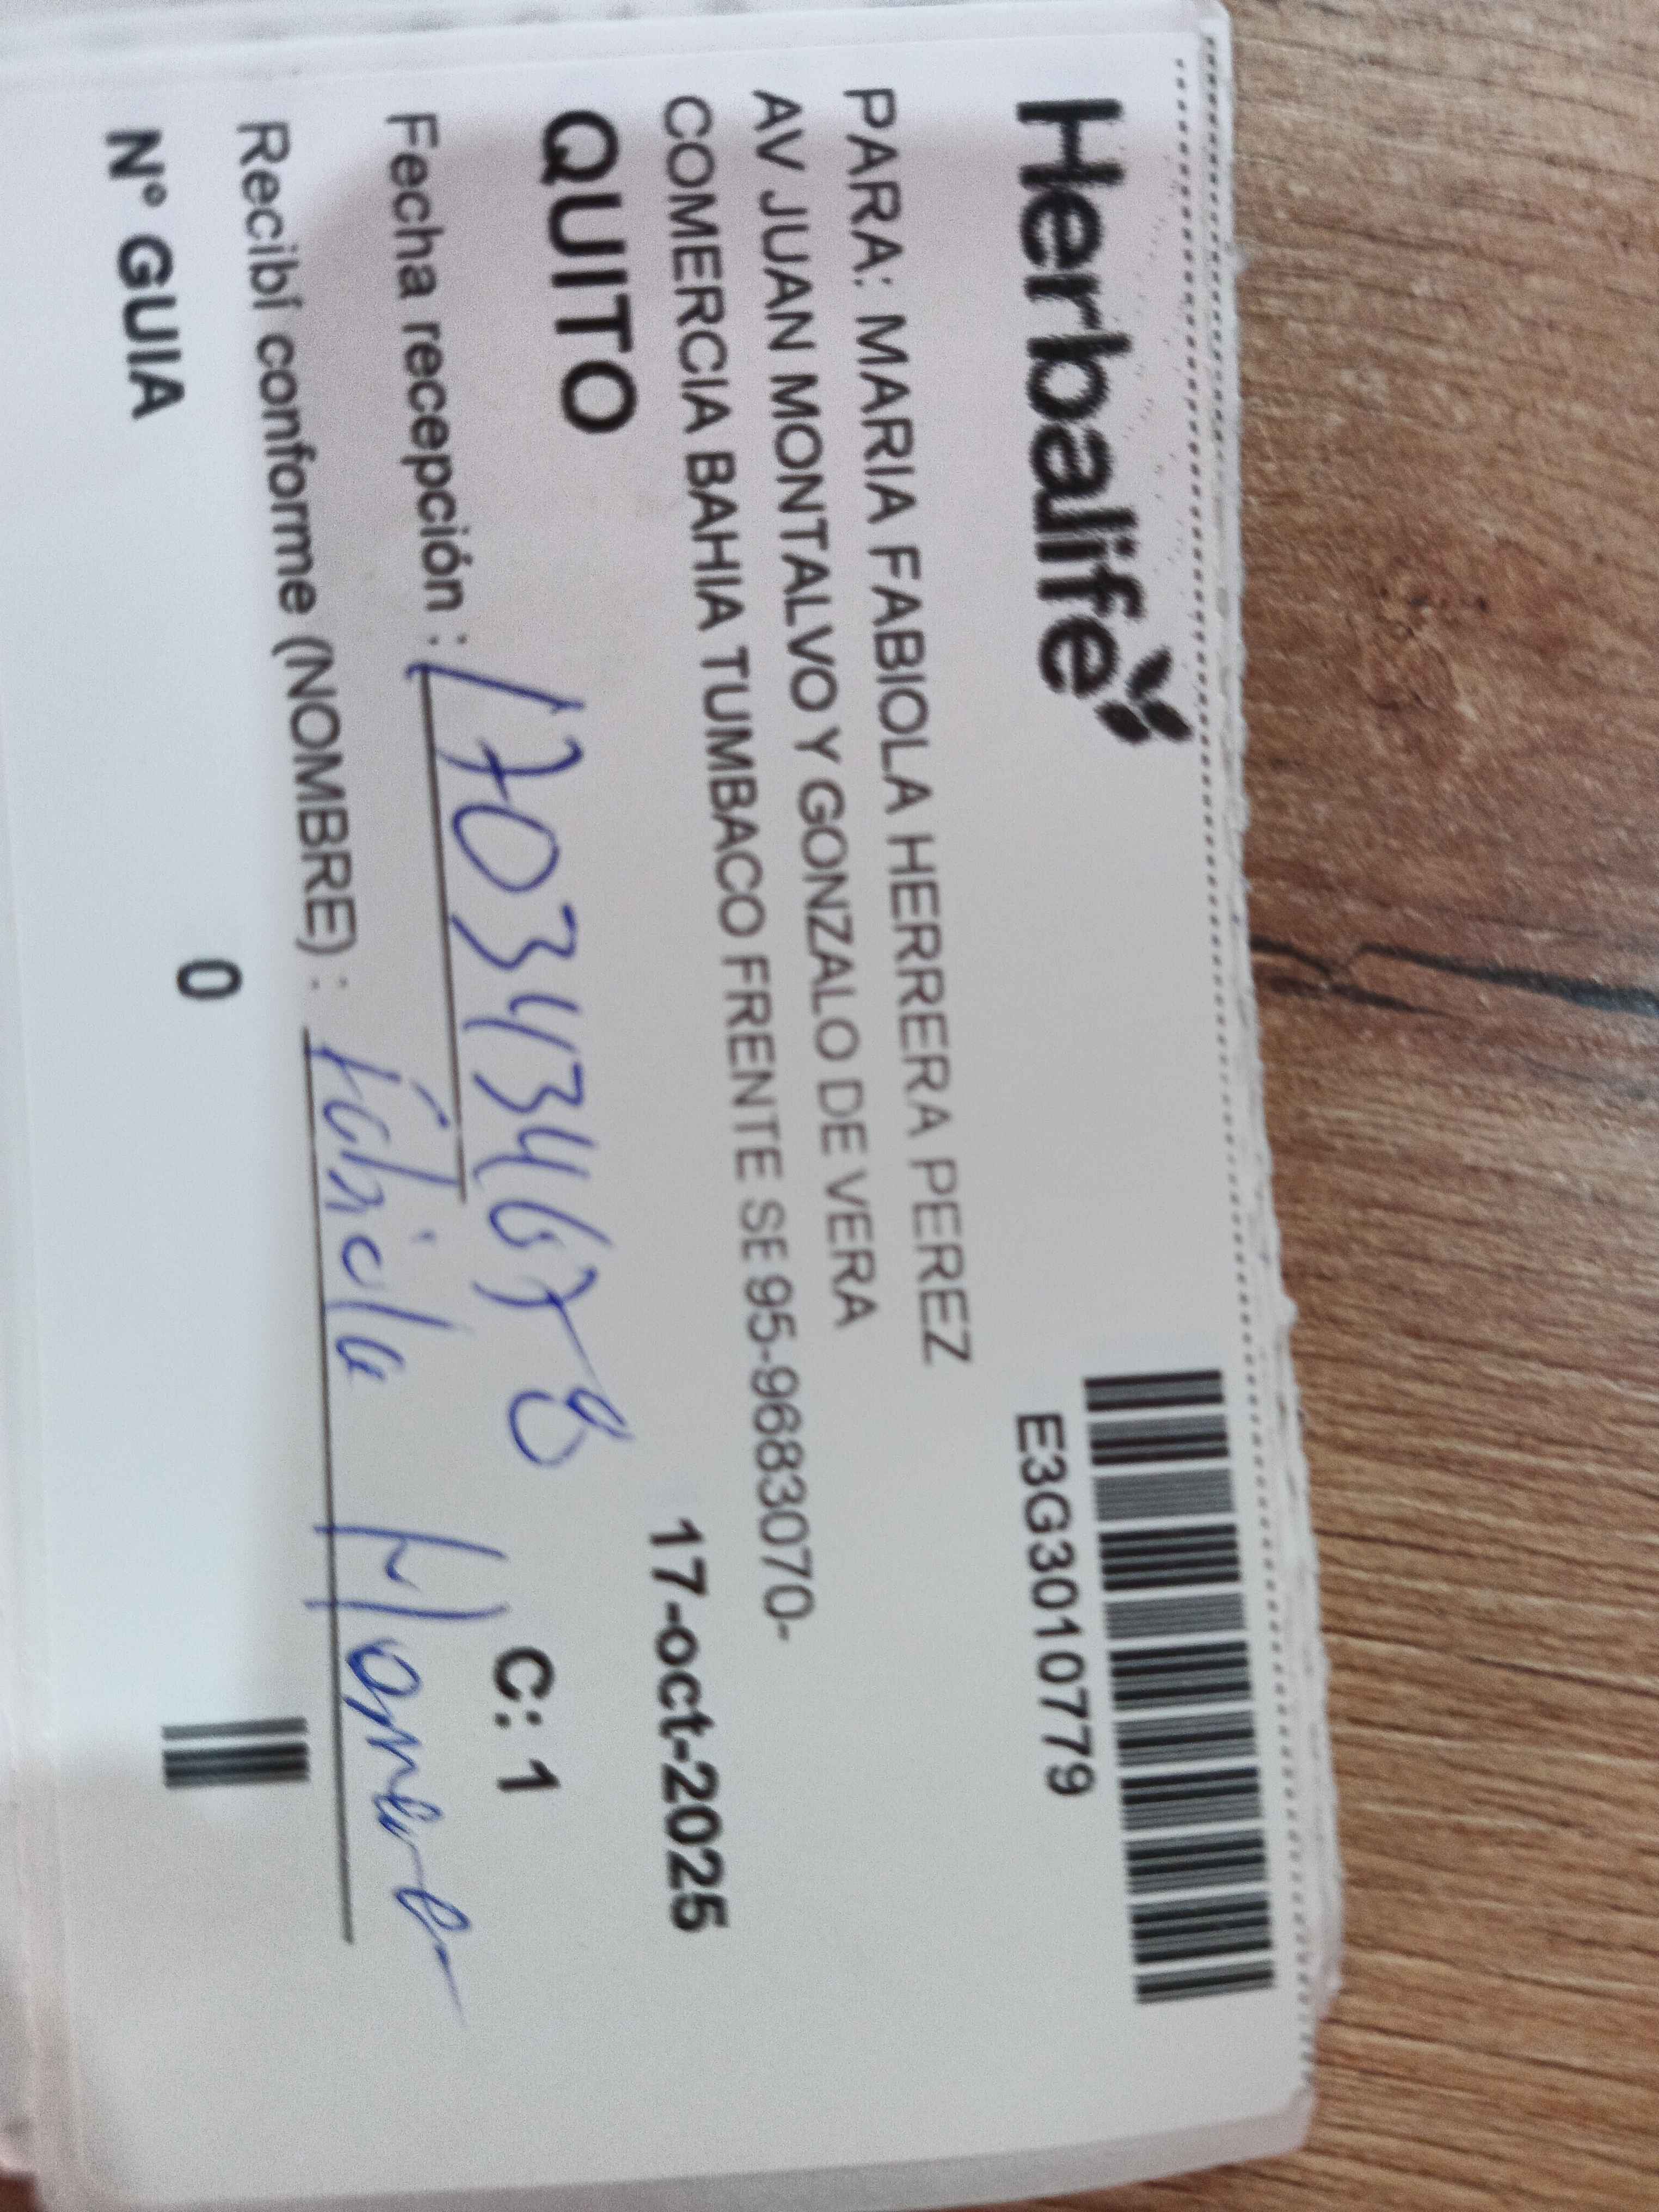 Herbalife
E3G3010779
PARA: MARIA FABIOLA HERRERA PEREZ
AV JUAN MONTALVO Y GONZALO DE VERA
COMERCIA BAHIA TUMBACO FRENTE SE 95-9683070-
QUITO 17-oct-2025
Fecha recepción : 1703434678 C: 1
Recibí conforme (NOMBRE) : Fabiola Herrera
N° GUIA 0